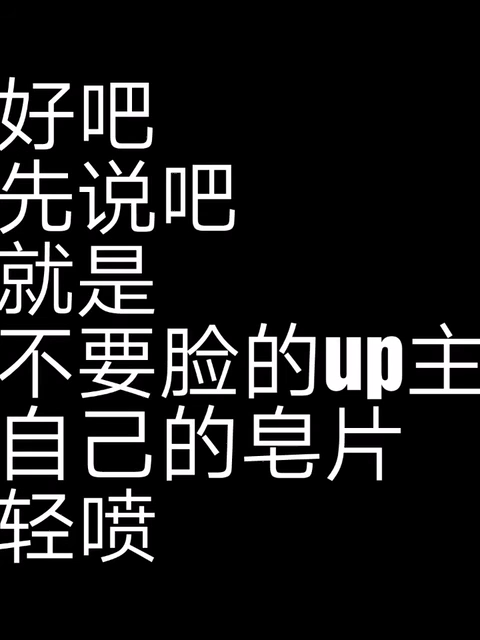 好吧
先说吧
就是
不要脸的up主
自己的皂片
轻喷